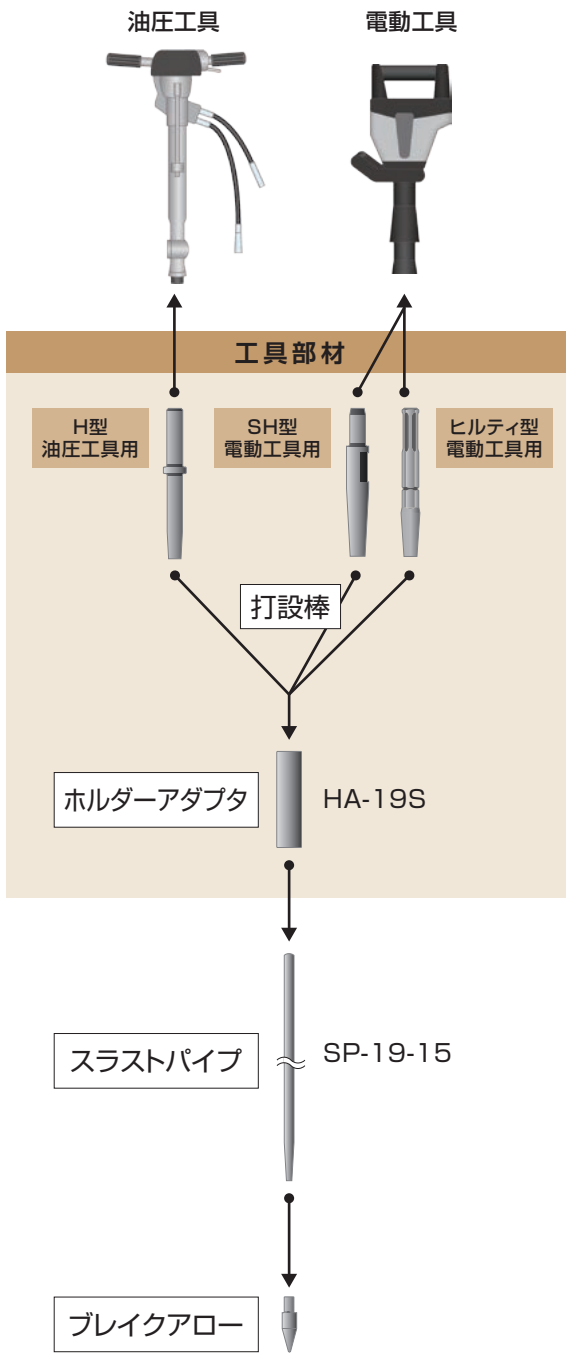 油圧工具
電動工具
工具部材
H型
油圧工具用
SH型
電動工具用
ヒルティ型
電動工具用
打設棒
ホルダーアダプタ
HA-19S
スラストパイプ
SP-19-15
ブレイクアロー